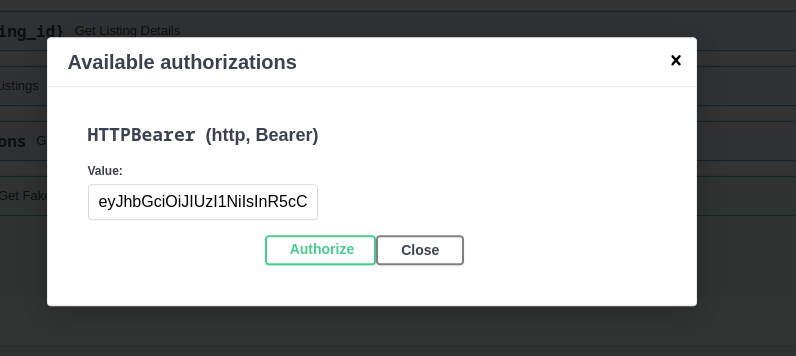 ing_id} Get Listing Details
Available authorizations
x
Listings
HTTPBearer (http, Bearer)
ons G
Value:
Get Fake
eyJhbGciOiJIUzI1NiIsInR5cC
Authorize
Close